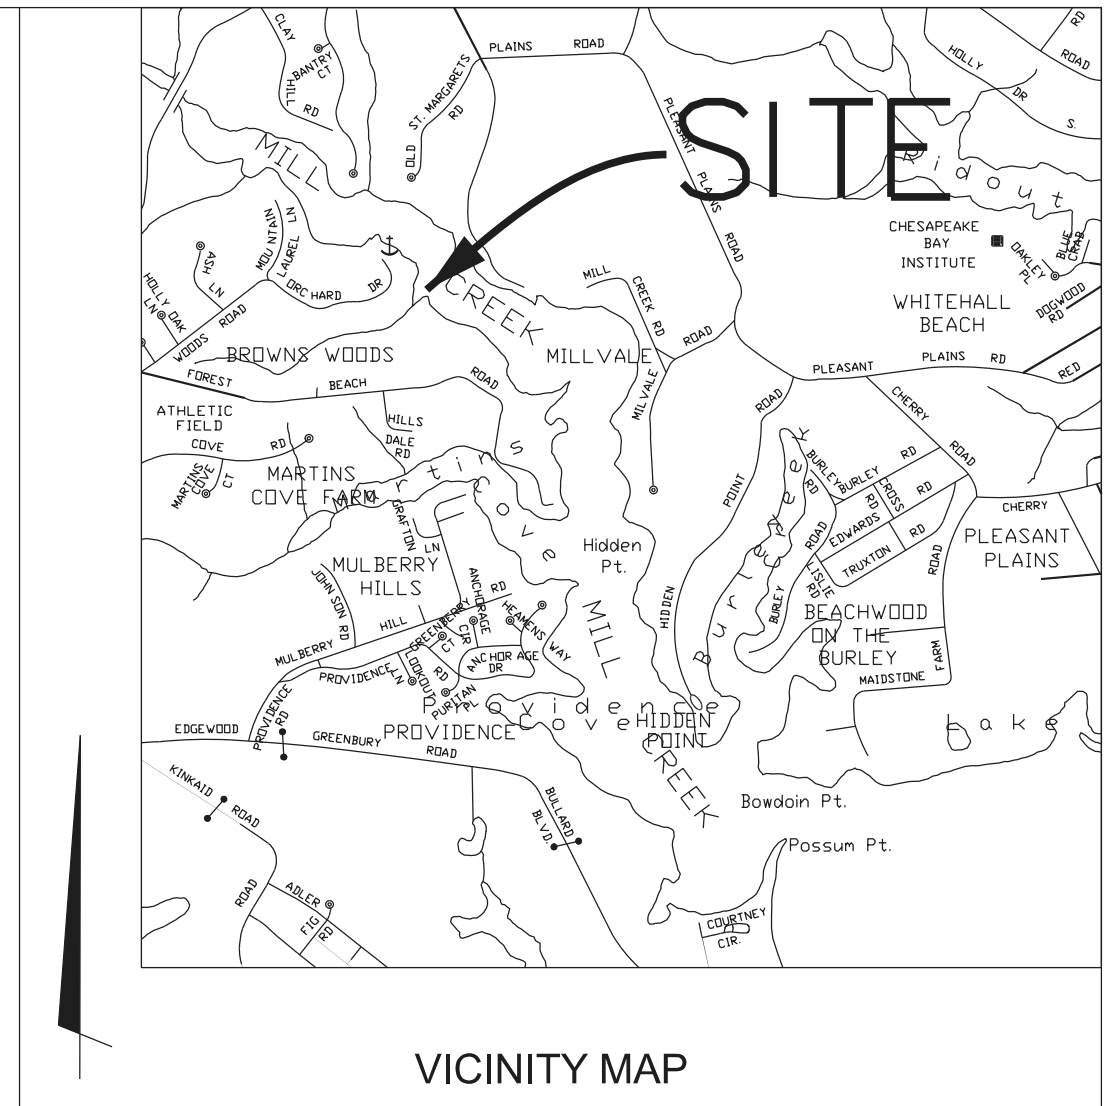 CLAY
HILL
RD
BANTRY
CT
OLD
ST. MARGARETS
RD
PLAINS ROAD
PLEASANT
PLAINS
ROAD
SITE
HOLLY
DR
S.
RD
ROAD
MILL
CREEK
Ridout
CHESAPEAKE
BAY
INSTITUTE
OAKLEY
PL
BLUE
CRAB
DOGWOOD
RD
WHITEHALL
BEACH
RED
MOUNTAIN
LN
LAUREL
ORCHARD DR
ASH
LN
HOLLY OAK
LN
WOODS ROAD
BROWNS WOODS
FOREST BEACH ROAD
MILL
CREEK RD
ROAD
MILLVALE
MILVALE
PLEASANT PLAINS RD
CHERRY
ROAD
ATHLETIC
FIELD
COVE RD
MARTINS
COVE
CT
HILLS
DALE
RD
MARTINS
COVE FARM
Martins
Cove
GRAFTON
LN
HIDDEN POINT ROAD
Burley
Creek
BURLEY
RD
BURLEY RD
CROSS
RD
EDWARDS RD
TRUXTON RD
LISLIE
RD
BURLEY ROAD
CHERRY
PLEASANT
PLAINS
Hidden
Pt.
MULBERRY
HILLS
JOHNSON RD
ANCHORAGE
CIR
GREENBERRY
CT
RD
HEAMENS
WAY
ANCHORAGE
DR
MULBERRY HILL RD
PROVIDENCE
LOOKOUT
LN
RD
PURITAN
PL
MILL
CREEK
BEACHWOOD
ON THE
BURLEY
FARM ROAD
MAIDSTONE
PROVIDENCE
RD
Providence
Cove
HIDDEN
POINT
PROVIDENCE
EDGEWOOD
GREENBURY ROAD
Lake
KINKAID ROAD
BULLARD
BLVD.
Bowdoin Pt.
Possum Pt.
ROAD
ADLER
FIG
RD
COURTNEY
CIR.
VICINITY MAP